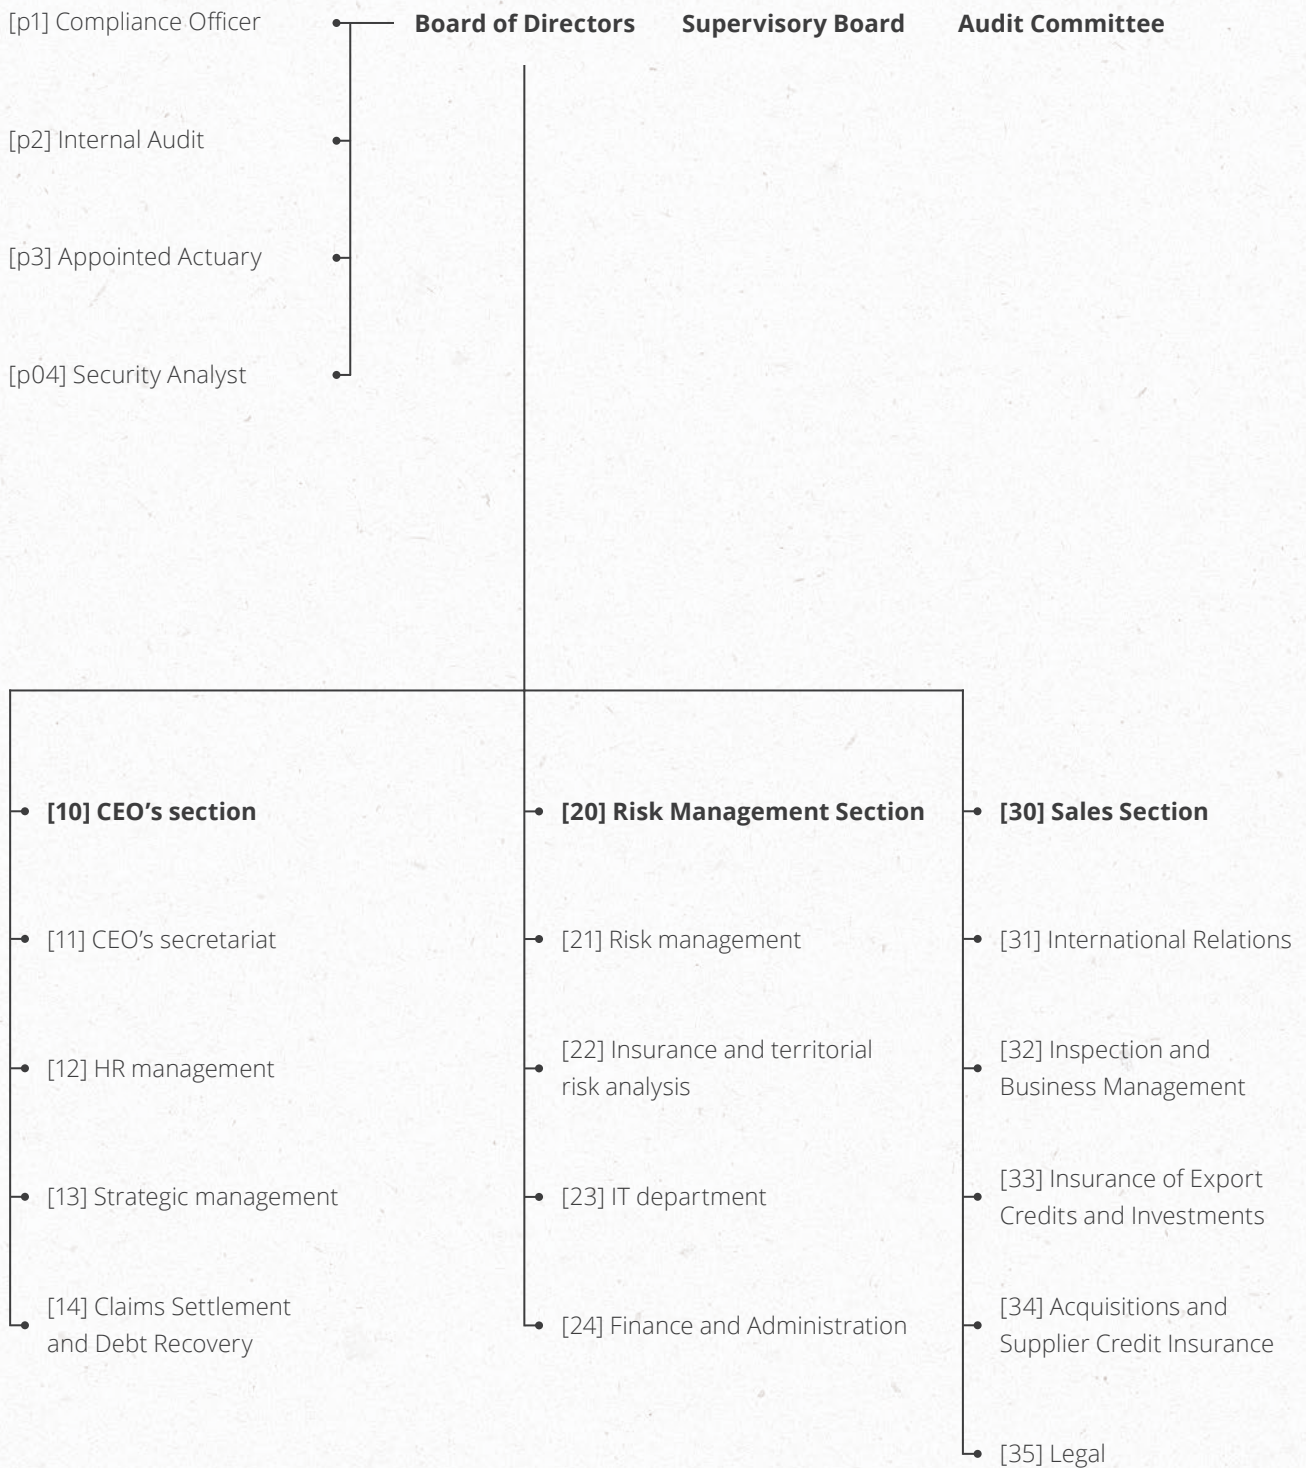 [p1] Compliance Officer
Board of Directors
Supervisory Board
Audit Committee
[p2] Internal Audit
[p3] Appointed Actuary
[p04] Security Analyst
[10] CEO’s section
[11] CEO’s secretariat
[12] HR management
[13] Strategic management
[14] Claims Settlement
and Debt Recovery
[20] Risk Management Section
[21] Risk management
[22] Insurance and territorial
risk analysis
[23] IT department
[24] Finance and Administration
[30] Sales Section
[31] International Relations
[32] Inspection and
Business Management
[33] Insurance of Export
Credits and Investments
[34] Acquisitions and
Supplier Credit Insurance
[35] Legal